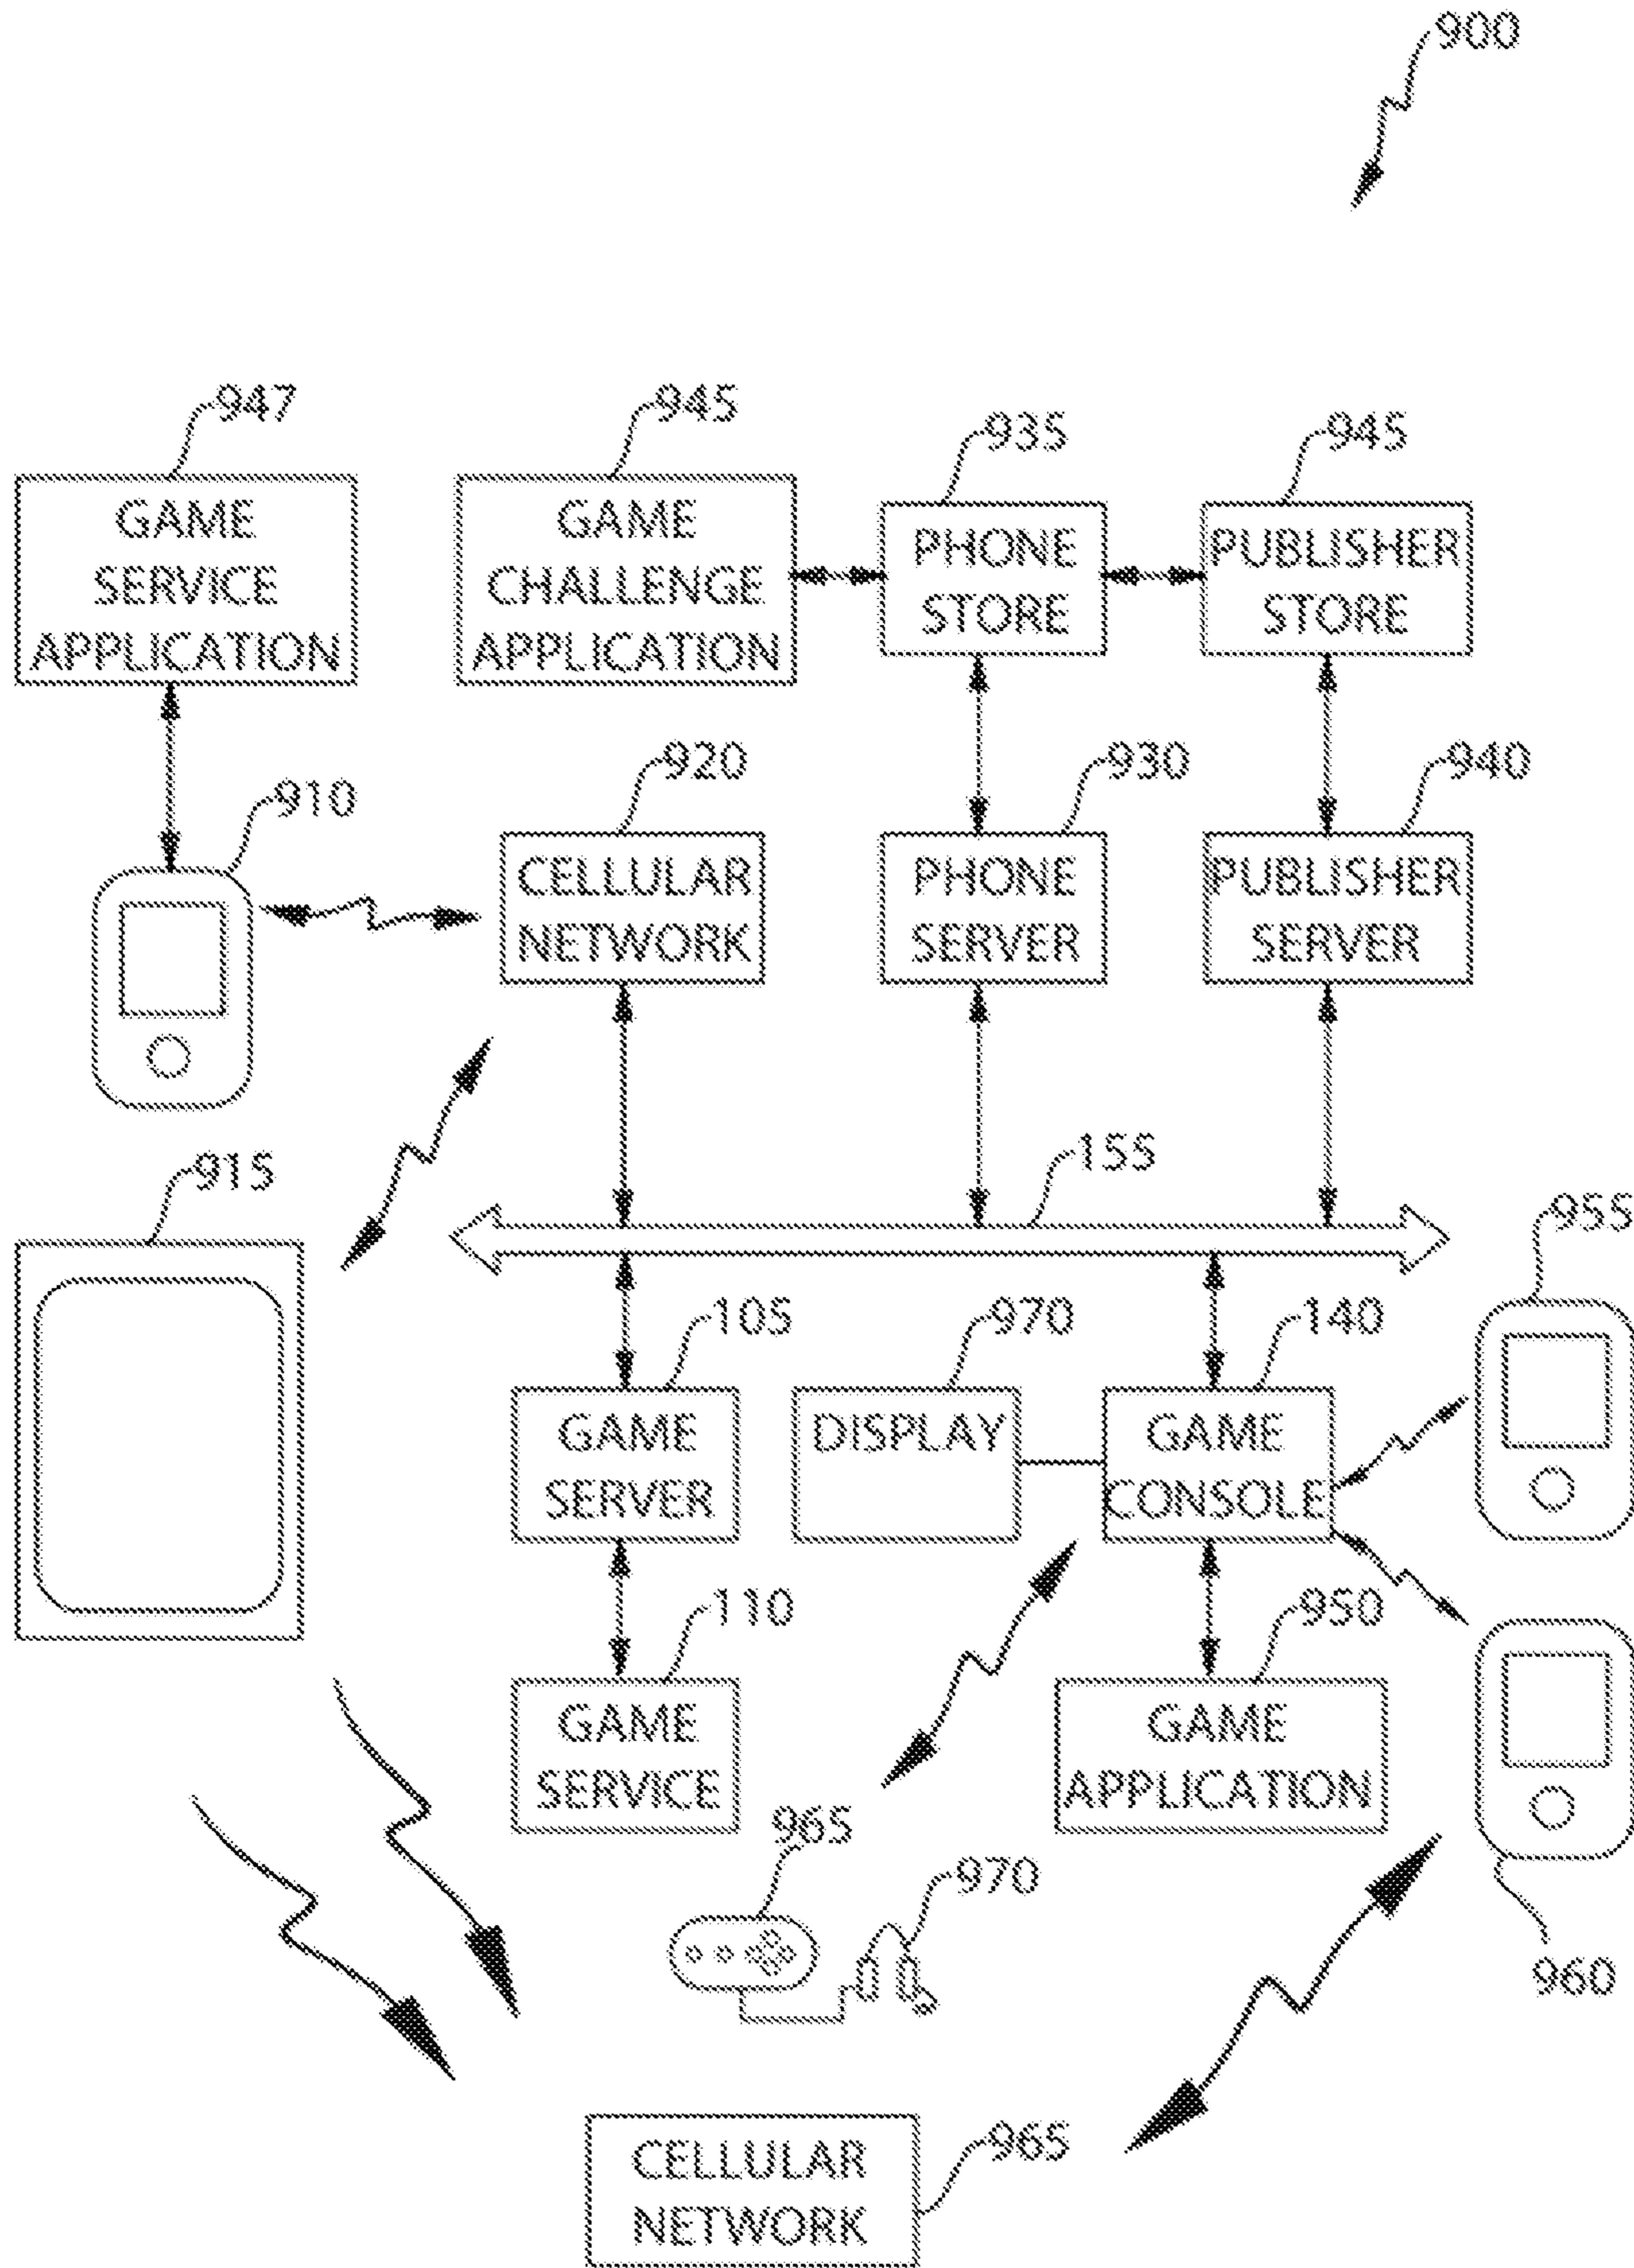 900
947
945
935
945
GAME
SERVICE
APPLICATION
GAME
CHALLENGE
APPLICATION
PHONE
STORE
PUBLISHER
STORE
910
920
930
940
CELLULAR
NETWORK
PHONE
SERVER
PUBLISHER
SERVER
915
155
955
105
970
140
GAME
SERVER
DISPLAY
GAME
CONSOLE
110
950
GAME
SERVICE
GAME
APPLICATION
965
970
960
CELLULAR
NETWORK
965